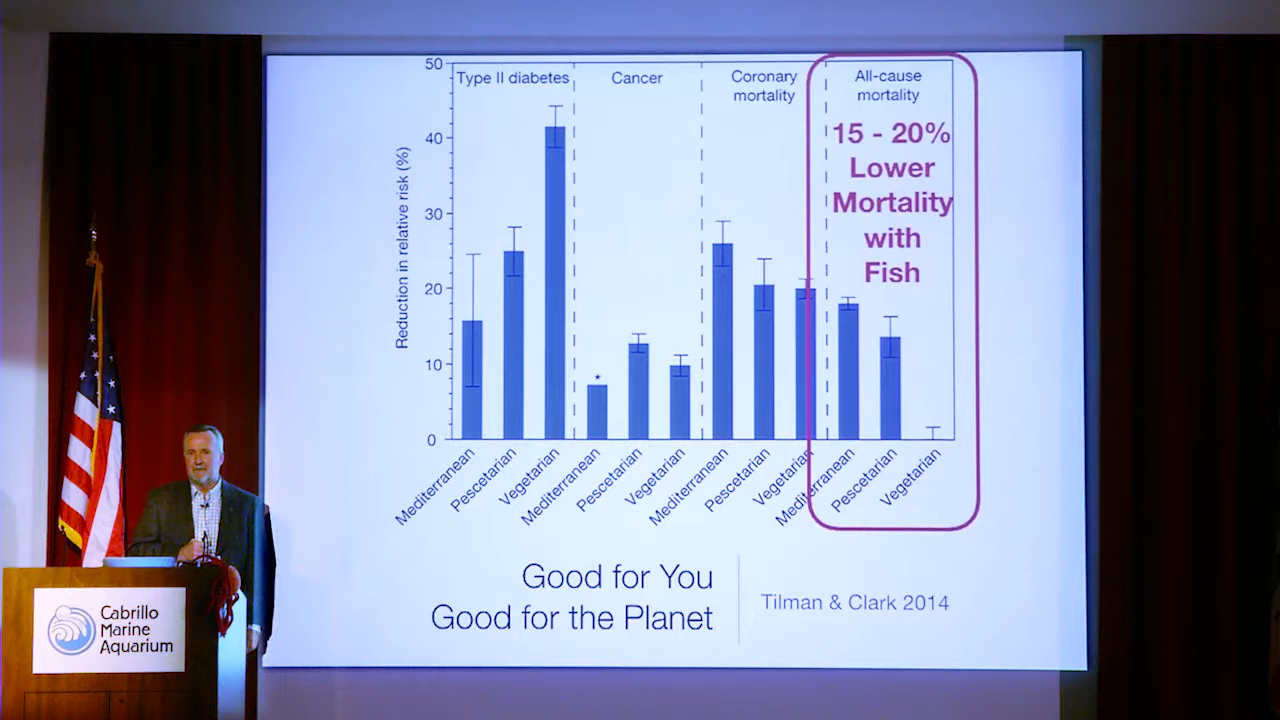 50
40
30
20
10
0
Reduction in relative risk (%)
Type II diabetes
Cancer
Coronary
mortality
All-cause
mortality
15 - 20%
Lower
Mortality
with
Fish
*
Mediterranean
Pescetarian
Vegetarian
Mediterranean
Pescetarian
Vegetarian
Mediterranean
Pescetarian
Vegetarian
Mediterranean
Pescetarian
Vegetarian
Good for You
Good for the Planet
Tilman & Clark 2014
Cabrillo
Marine
Aquarium